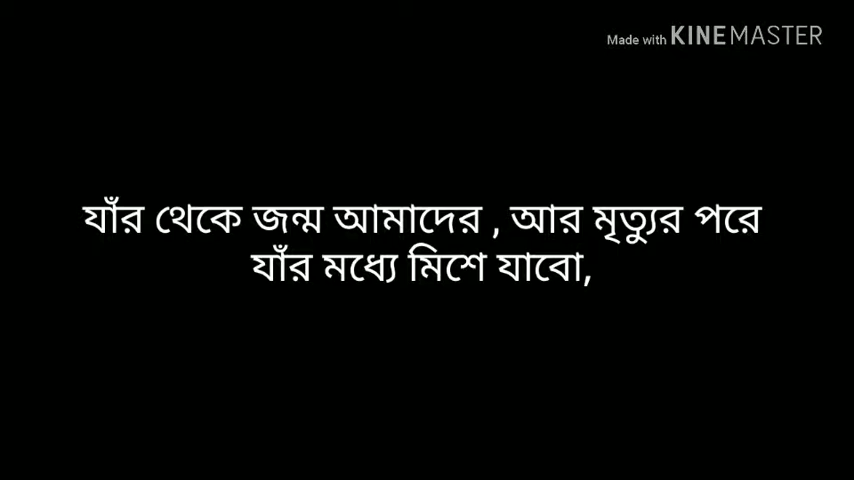 Made with KINEMASTER
যাঁর থেকে জন্ম আমাদের , আর মৃত্যুর পরে
যাঁর মধ্যে মিশে যাবো,